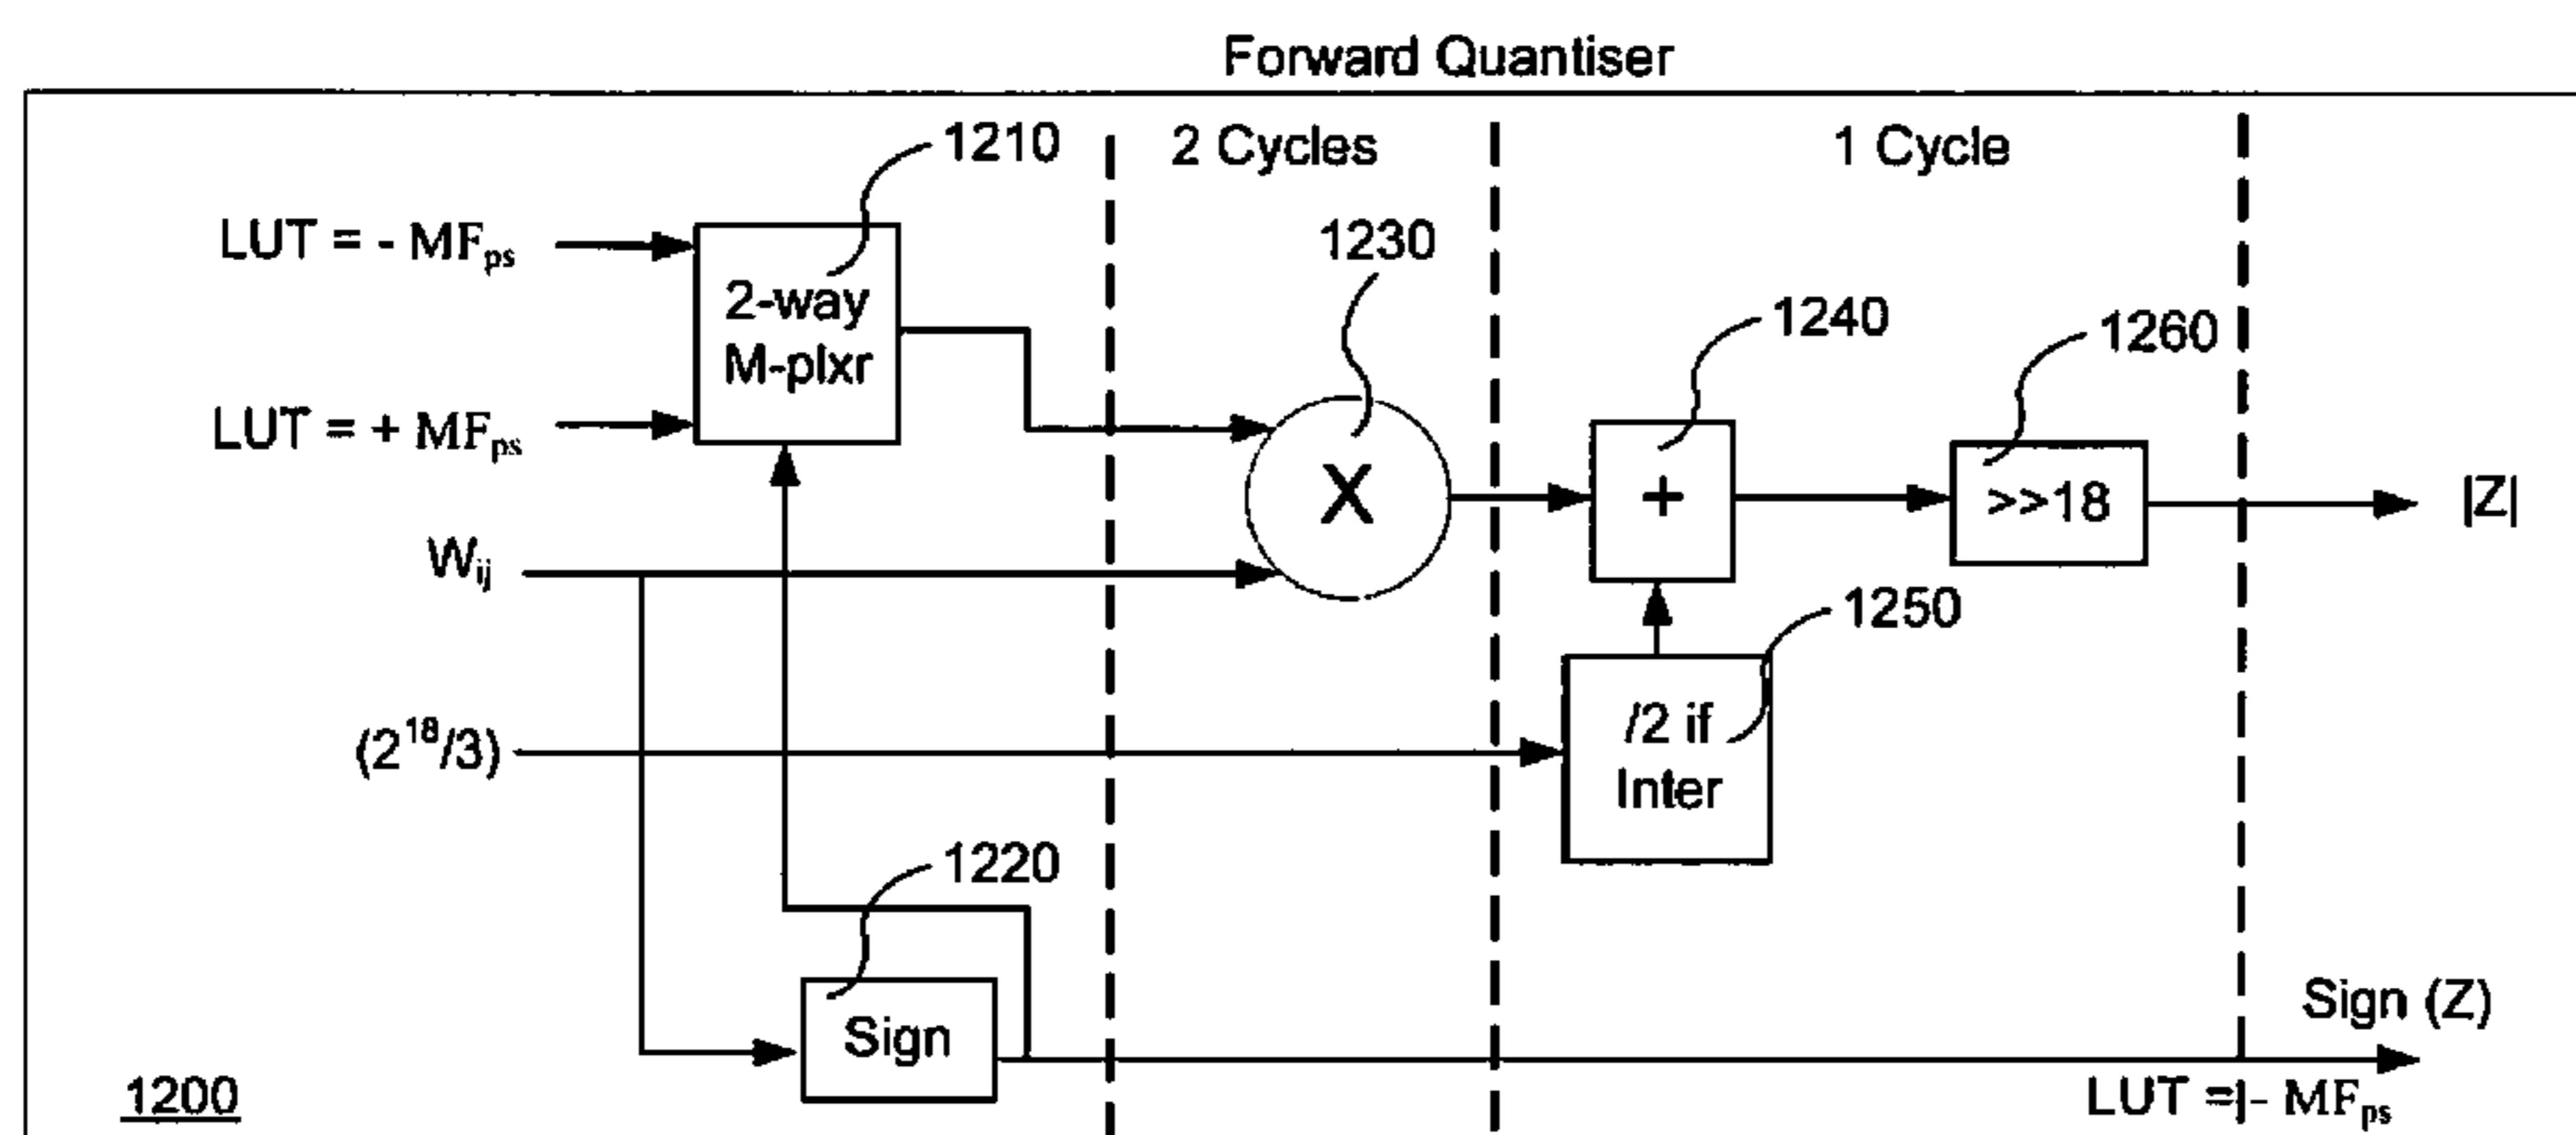 Forward Quantiser
1210
2 Cycles
1 Cycle
LUT = - MFps
2-way
M-plxr
1230
1240
1260
LUT = + MFps
X
+
>>18
|Z|
Wij
1250
(2^18/3)
/2 if
Inter
1220
Sign
Sign (Z)
1200
LUT = - MFps